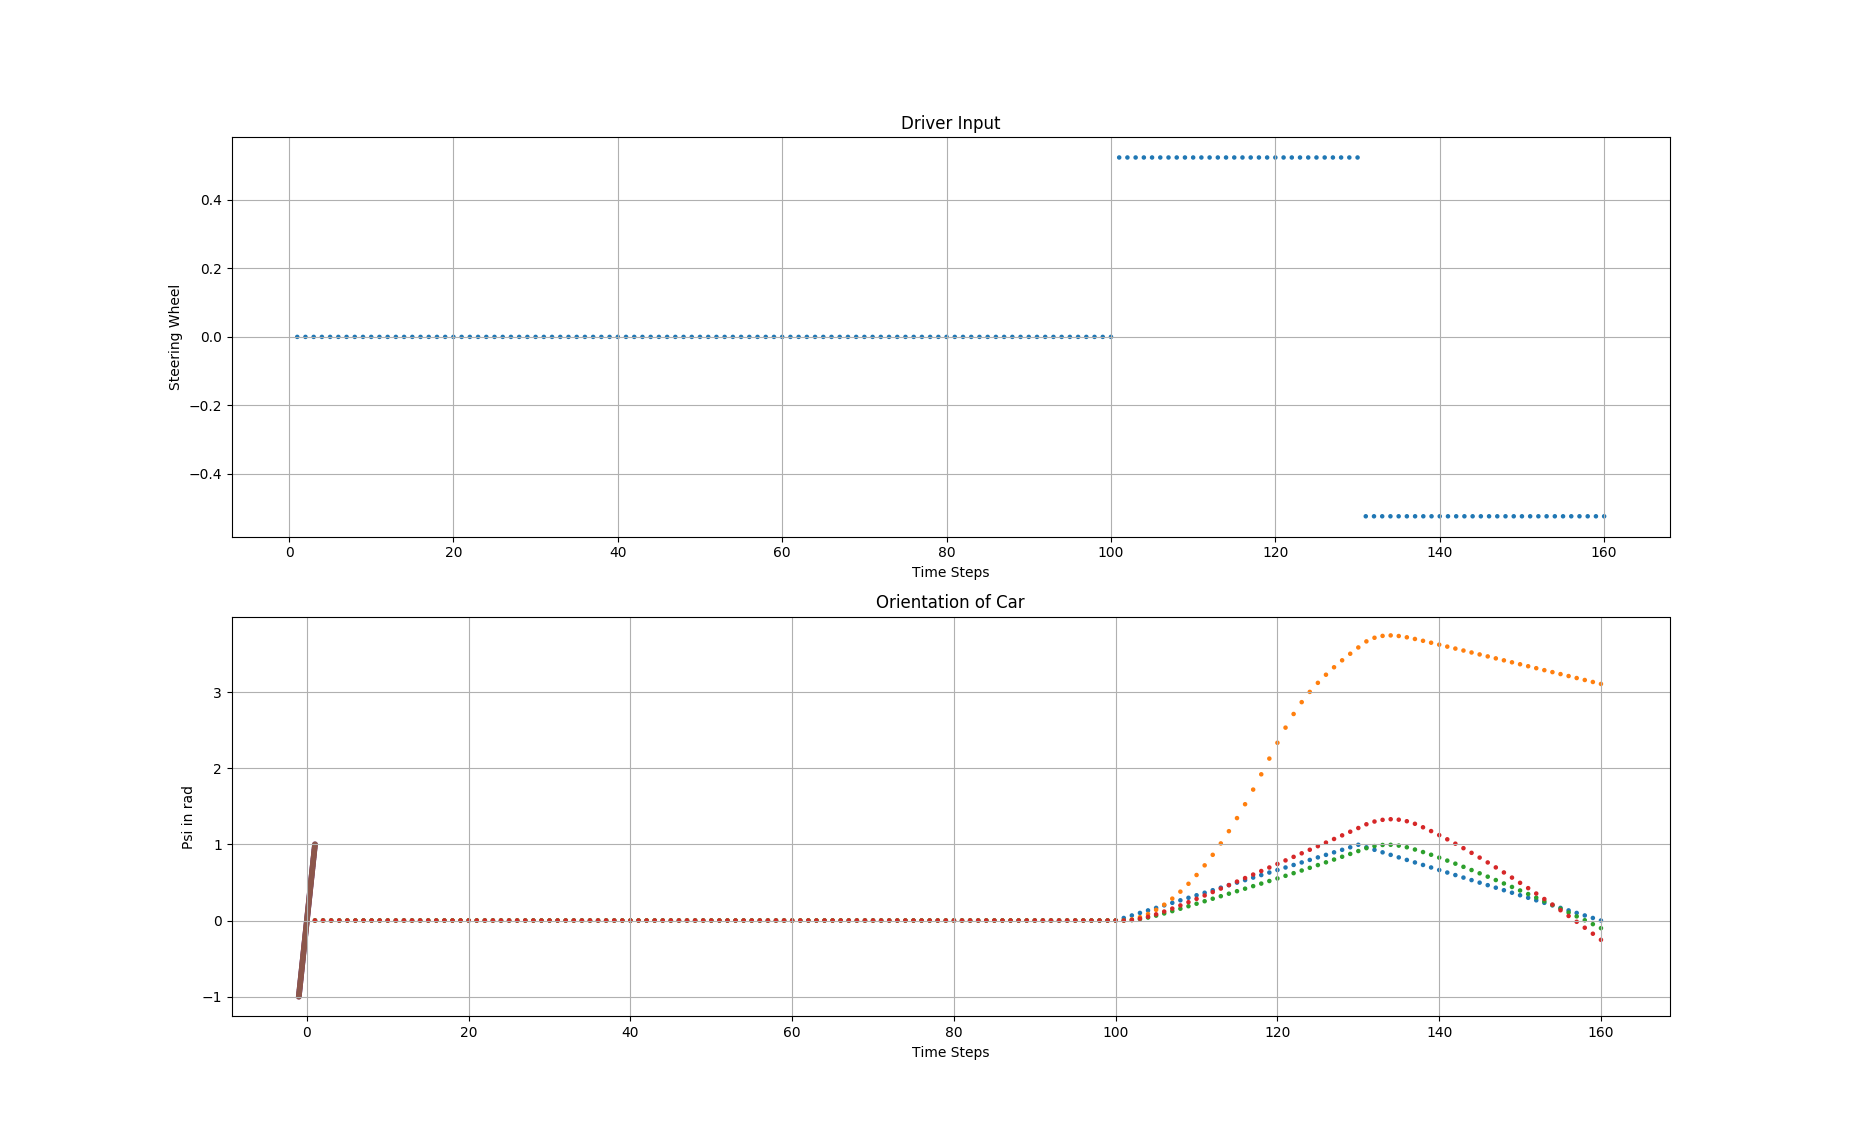 Driver Input
Steering Wheel
0.4
0.2
0.0
−0.2
−0.4
0 20 40 60 80 100 120 140 160
Time Steps
Orientation of Car
Psi in rad
3
2
1
0
−1
0 20 40 60 80 100 120 140 160
Time Steps